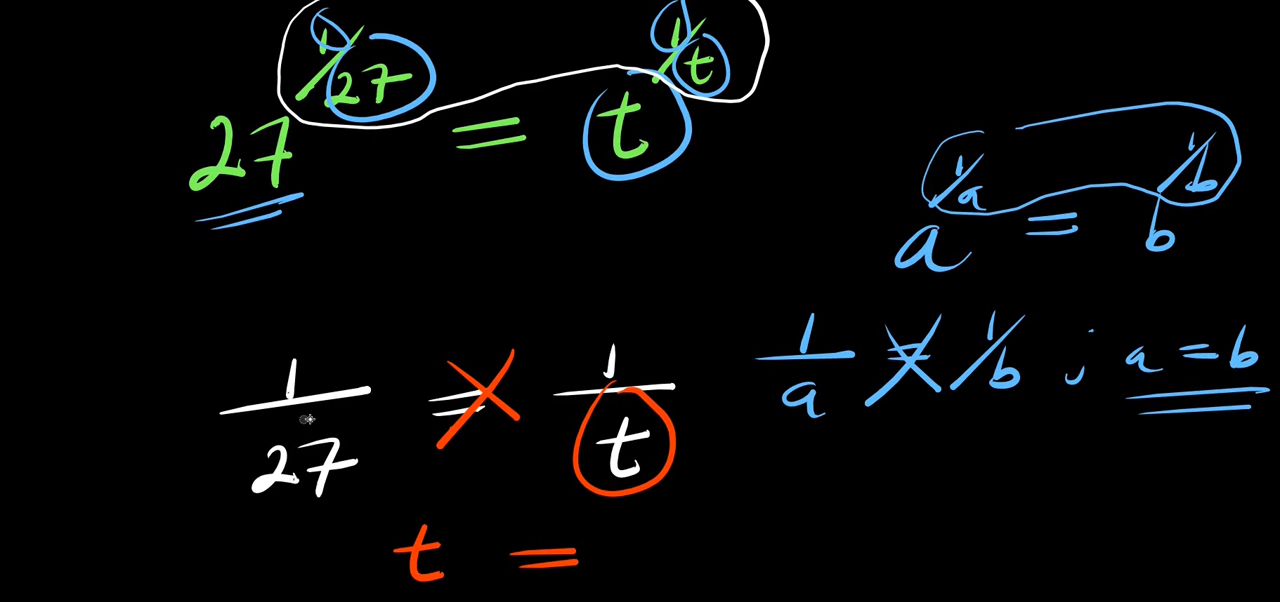 27^(1/27) = t^(1/t)
a^(1/a) = b^(1/b)
1/a = 1/b ; a = b
1/27 = 1/t
t =